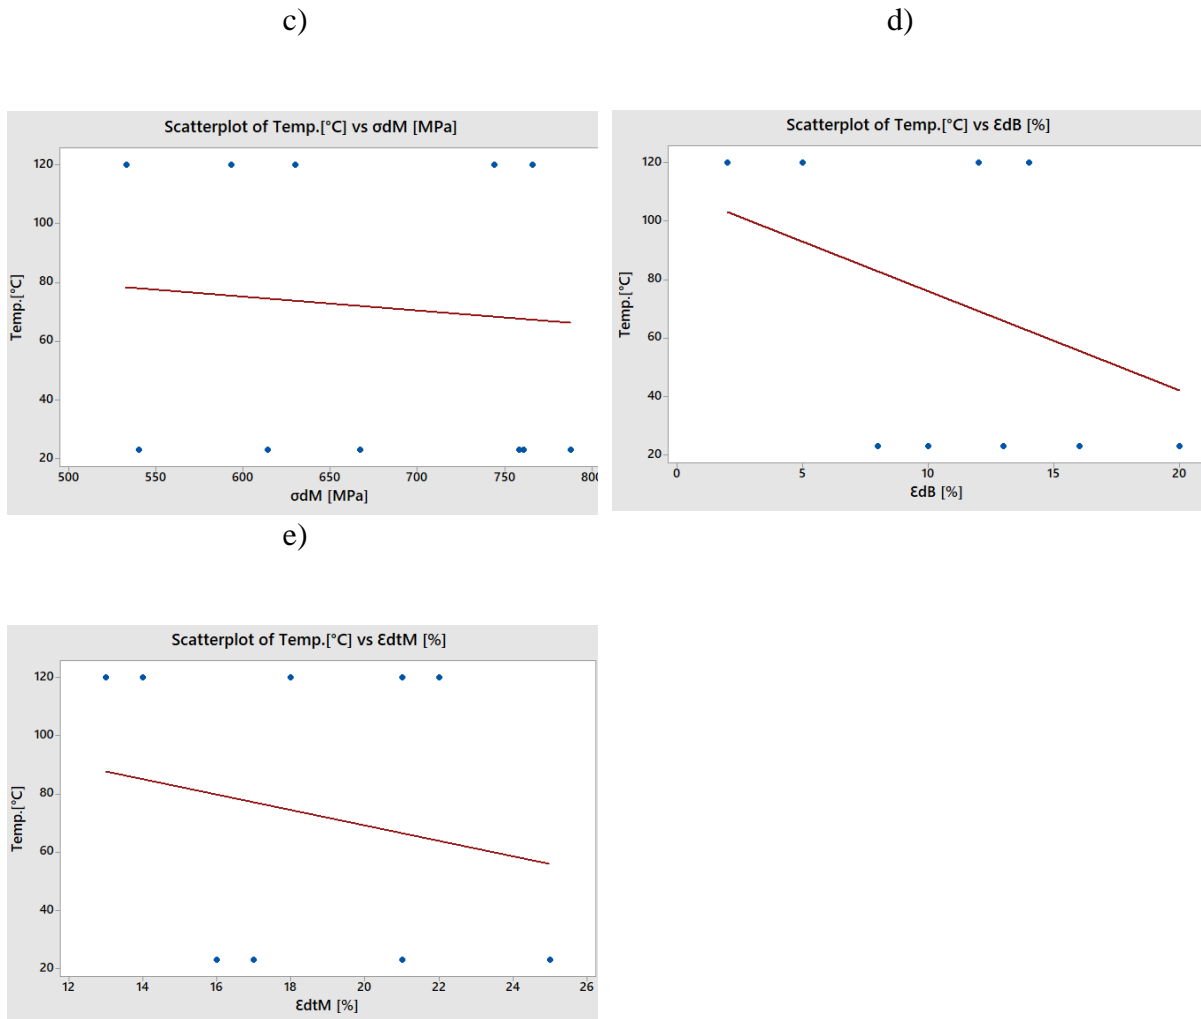 c)
d)
Scatterplot of Temp.[°C] vs σdM [MPa]
120
100
80
60
40
20
Temp.[°C]
500 550 600 650 700 750 800
σdM [MPa]
Scatterplot of Temp.[°C] vs ƐdB [%]
120
100
80
60
40
20
Temp.[°C]
0 5 10 15 20
ƐdB [%]
e)
Scatterplot of Temp.[°C] vs ƐdtM [%]
120
100
80
60
40
20
Temp.[°C]
12 14 16 18 20 22 24 26
ƐdtM [%]